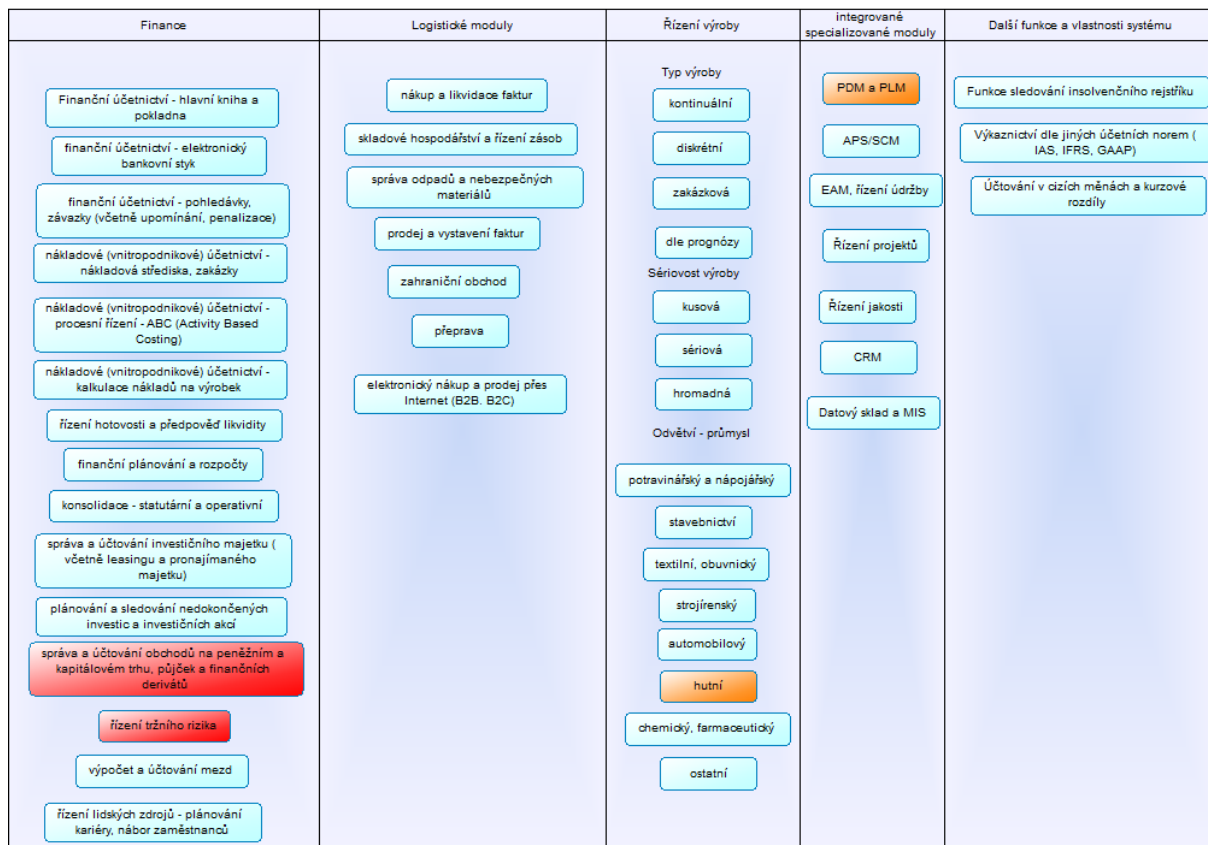 Finance
Logistické moduly
Řízení výroby
integrované
specializované moduly
Další funkce a vlastnosti systému
Finanční účetnictví - hlavní kniha a
pokladna
finanční účetnictví - elektronický
bankovní styk
finanční účetnictví - pohledávky,
závazky (včetně upomínání, penalizace)
nákladové (vnitropodnikové) účetnictví -
nákladová střediska, zakázky
nákladové (vnitropodnikové) účetnictví -
procesní řízení - ABC (Activity Based
Costing)
nákladové (vnitropodnikové) účetnictví -
kalkulace nákladů na výrobek
řízení hotovosti a předpověď likvidity
finanční plánování a rozpočty
konsolidace - statutární a operativní
správa a účtování investičního majetku (
včetně leasingu a pronajímaného
majetku)
plánování a sledování nedokončených
investic a investičních akcí
správa a účtování obchodů na peněžním a
kapitálovém trhu, půjček a finančních
derivátů
řízení tržního rizika
výpočet a účtování mezd
řízení lidských zdrojů - plánování
kariéry, nábor zaměstnanců
nákup a likvidace faktur
skladové hospodářství a řízení zásob
správa odpadů a nebezpečných
materiálů
prodej a vystavení faktur
zahraniční obchod
přeprava
elektronický nákup a prodej přes
Internet (B2B. B2C)
Typ výroby
kontinuální
diskrétní
zakázková
dle prognózy
Sériovost výroby
kusová
sériová
hromadná
Odvětví - průmysl
potravinářský a nápojářský
stavebnictví
textilní, obuvnický
strojírenský
automobilový
hutní
chemický, farmaceutický
ostatní
PDM a PLM
APS/SCM
EAM, řízení údržby
Řízení projektů
Řízení jakosti
CRM
Datový sklad a MIS
Funkce sledování insolvenčního rejstříku
Výkaznictví dle jiných účetních norem (
IAS, IFRS, GAAP)
Účtování v cizích měnách a kurzové
rozdíly